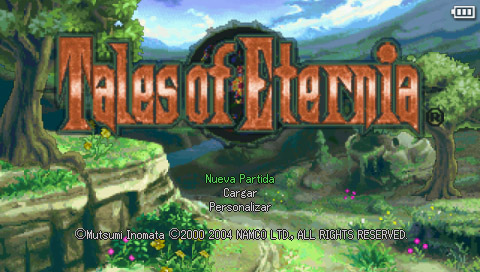 Tales of Eternia®
Nueva Partida
Cargar
Personalizar
©Mutsumi Inomata ©2000 2004 NAMCO LTD., ALL RIGHTS RESERVED.